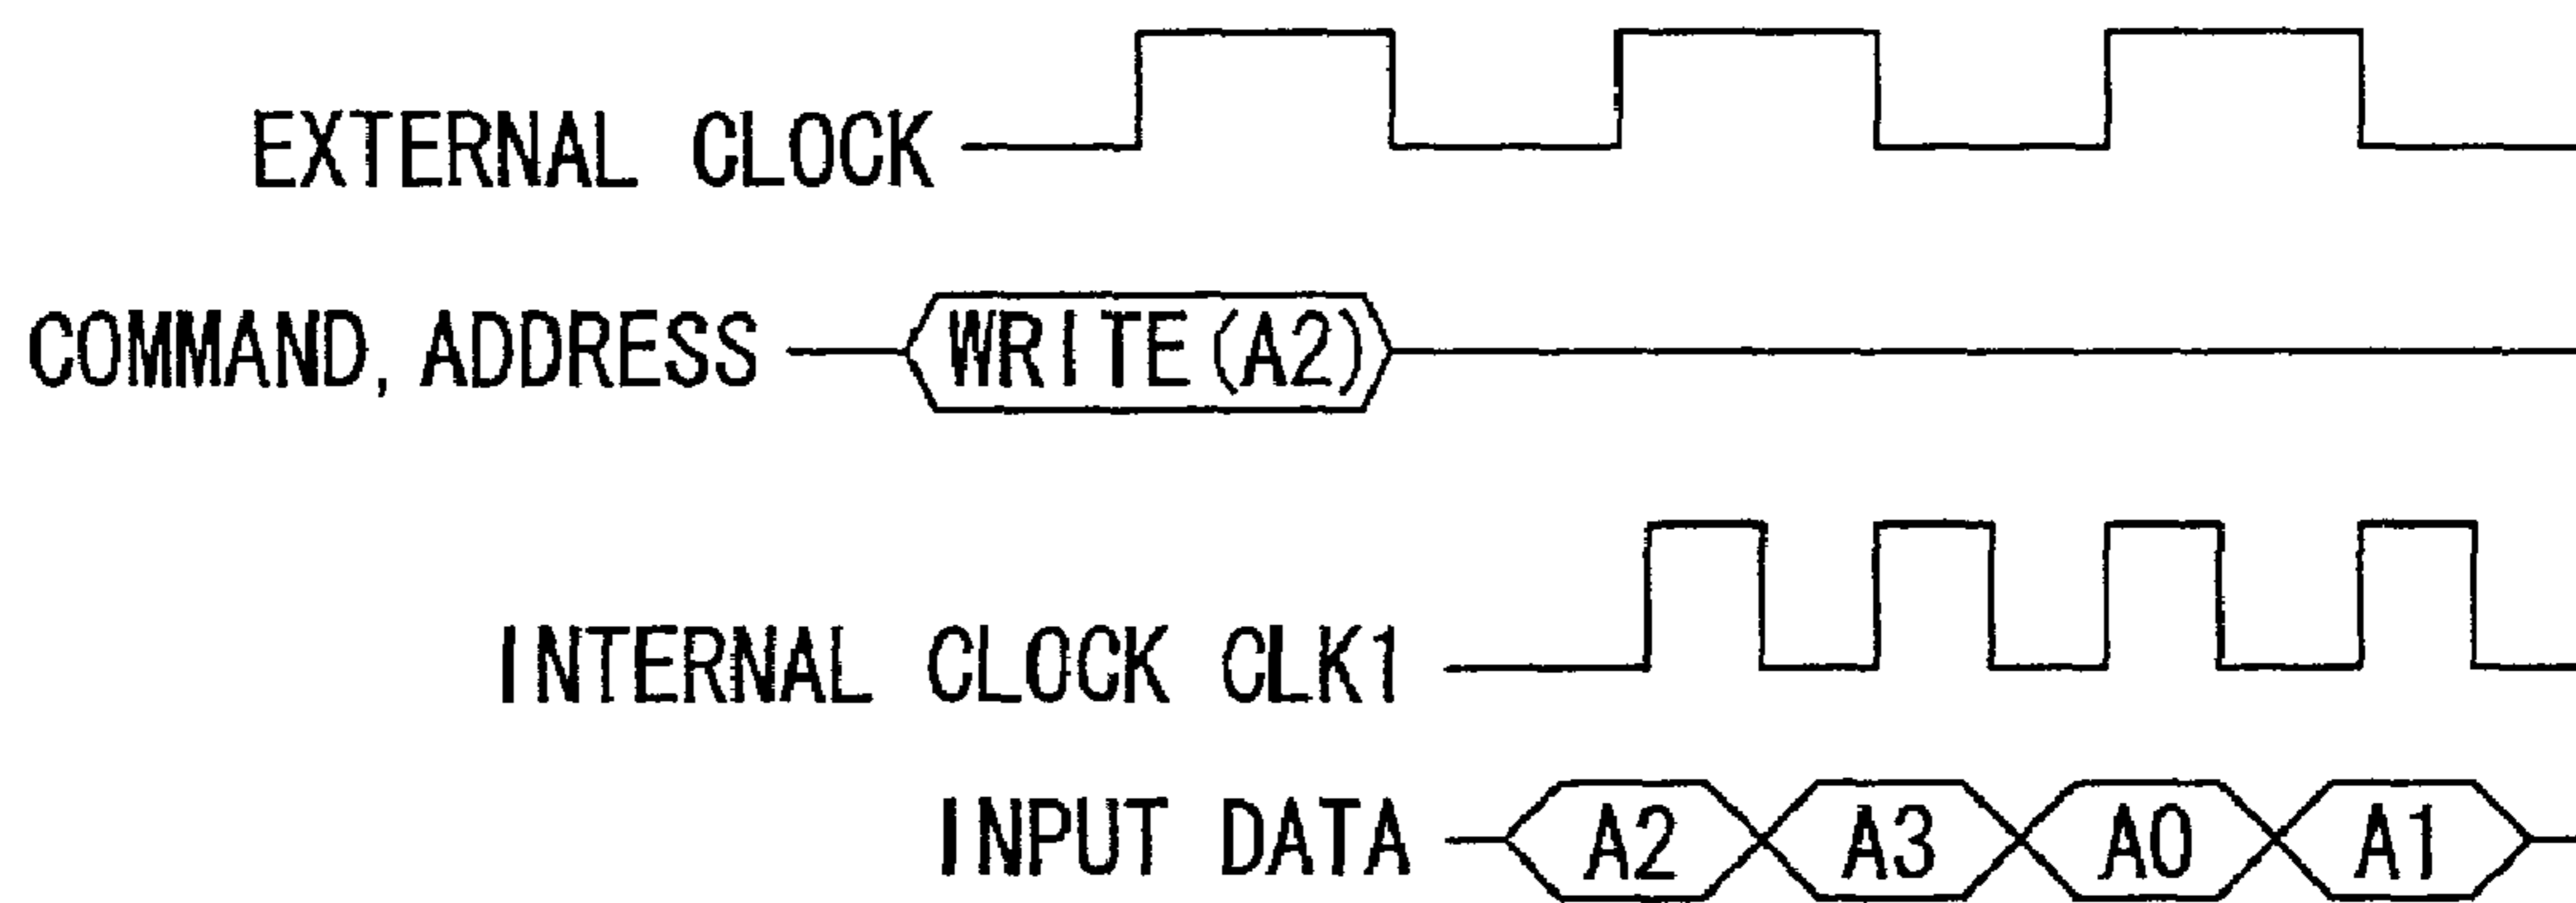 EXTERNAL CLOCK
COMMAND, ADDRESS WRITE(A2)
INTERNAL CLOCK CLK1
INPUT DATA A2 A3 A0 A1